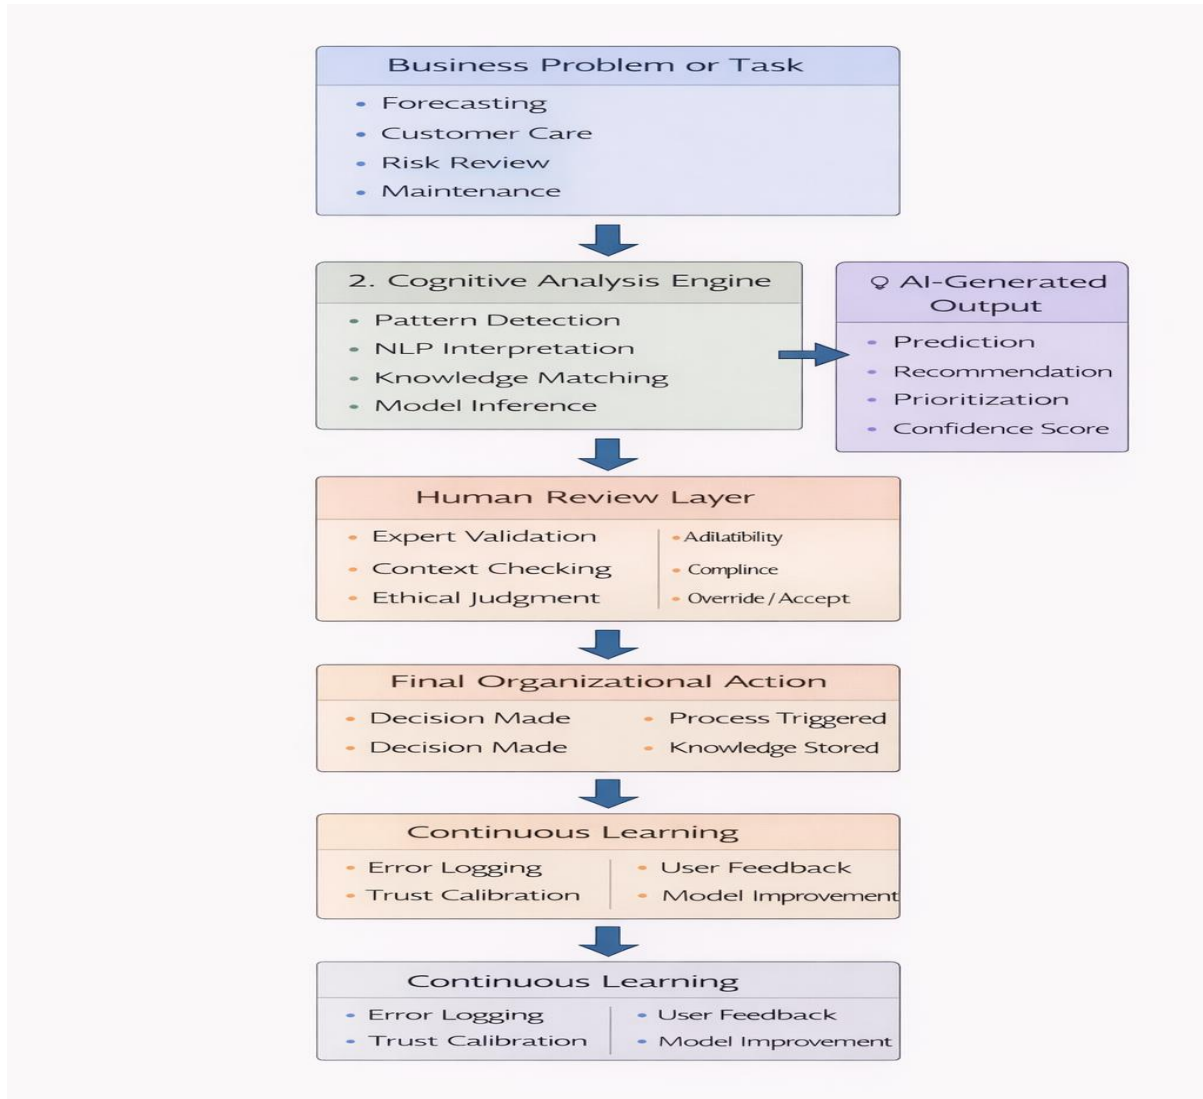 Business Problem or Task
Forecasting
Customer Care
Risk Review
Maintenance
2. Cognitive Analysis Engine
Pattern Detection
NLP Interpretation
Knowledge Matching
Model Inference
AI-Generated
Output
Prediction
Recommendation
Prioritization
Confidence Score
Human Review Layer
Expert Validation
Context Checking
Ethical Judgment
Adilatibility
Complince
Override / Accept
Final Organizational Action
Decision Made
Decision Made
Process Triggered
Knowledge Stored
Continuous Learning
Error Logging
Trust Calibration
User Feedback
Model Improvement
Continuous Learning
Error Logging
Trust Calibration
User Feedback
Model Improvement